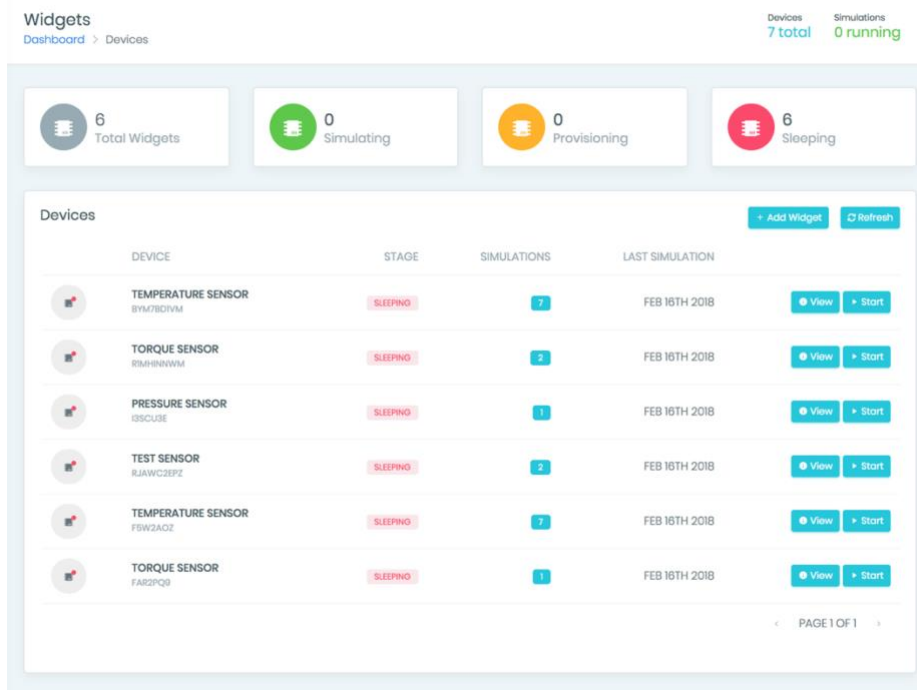 Widgets
Dashboard > Devices
Devices Simulations
7 total 0 running
6
Total Widgets
0
Simulating
0
Provisioning
6
Sleeping
Devices
+ Add Widget Refresh
DEVICE STAGE SIMULATIONS LAST SIMULATION
TEMPERATURE SENSOR SLEEPING 7 FEB 16TH 2018 View Start
TORQUE SENSOR SLEEPING 2 FEB 16TH 2018 View Start
R1MHINNWM
PRESSURE SENSOR SLEEPING 1 FEB 16TH 2018 View Start
I3SCU3E
TEST SENSOR SLEEPING 2 FEB 16TH 2018 View Start
RJAWC2EPZ
TEMPERATURE SENSOR SLEEPING 7 FEB 16TH 2018 View Start
F5W2AOZ
TORQUE SENSOR SLEEPING 1 FEB 16TH 2018 View Start
FAR2PQ9
< PAGE 1 OF 1 >